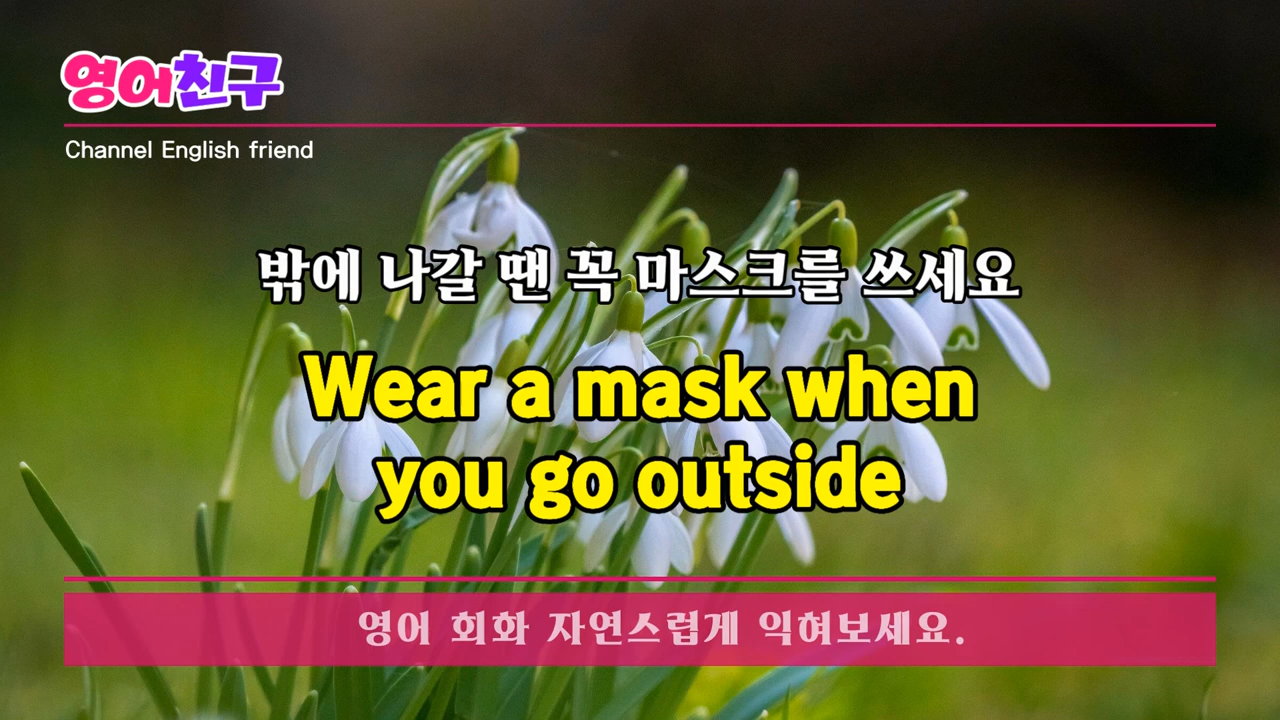 영어친구
Channel English friend
밖에 나갈 땐 꼭 마스크를 쓰세요
Wear a mask when
you go outside
영어 회화 자연스럽게 익혀보세요.